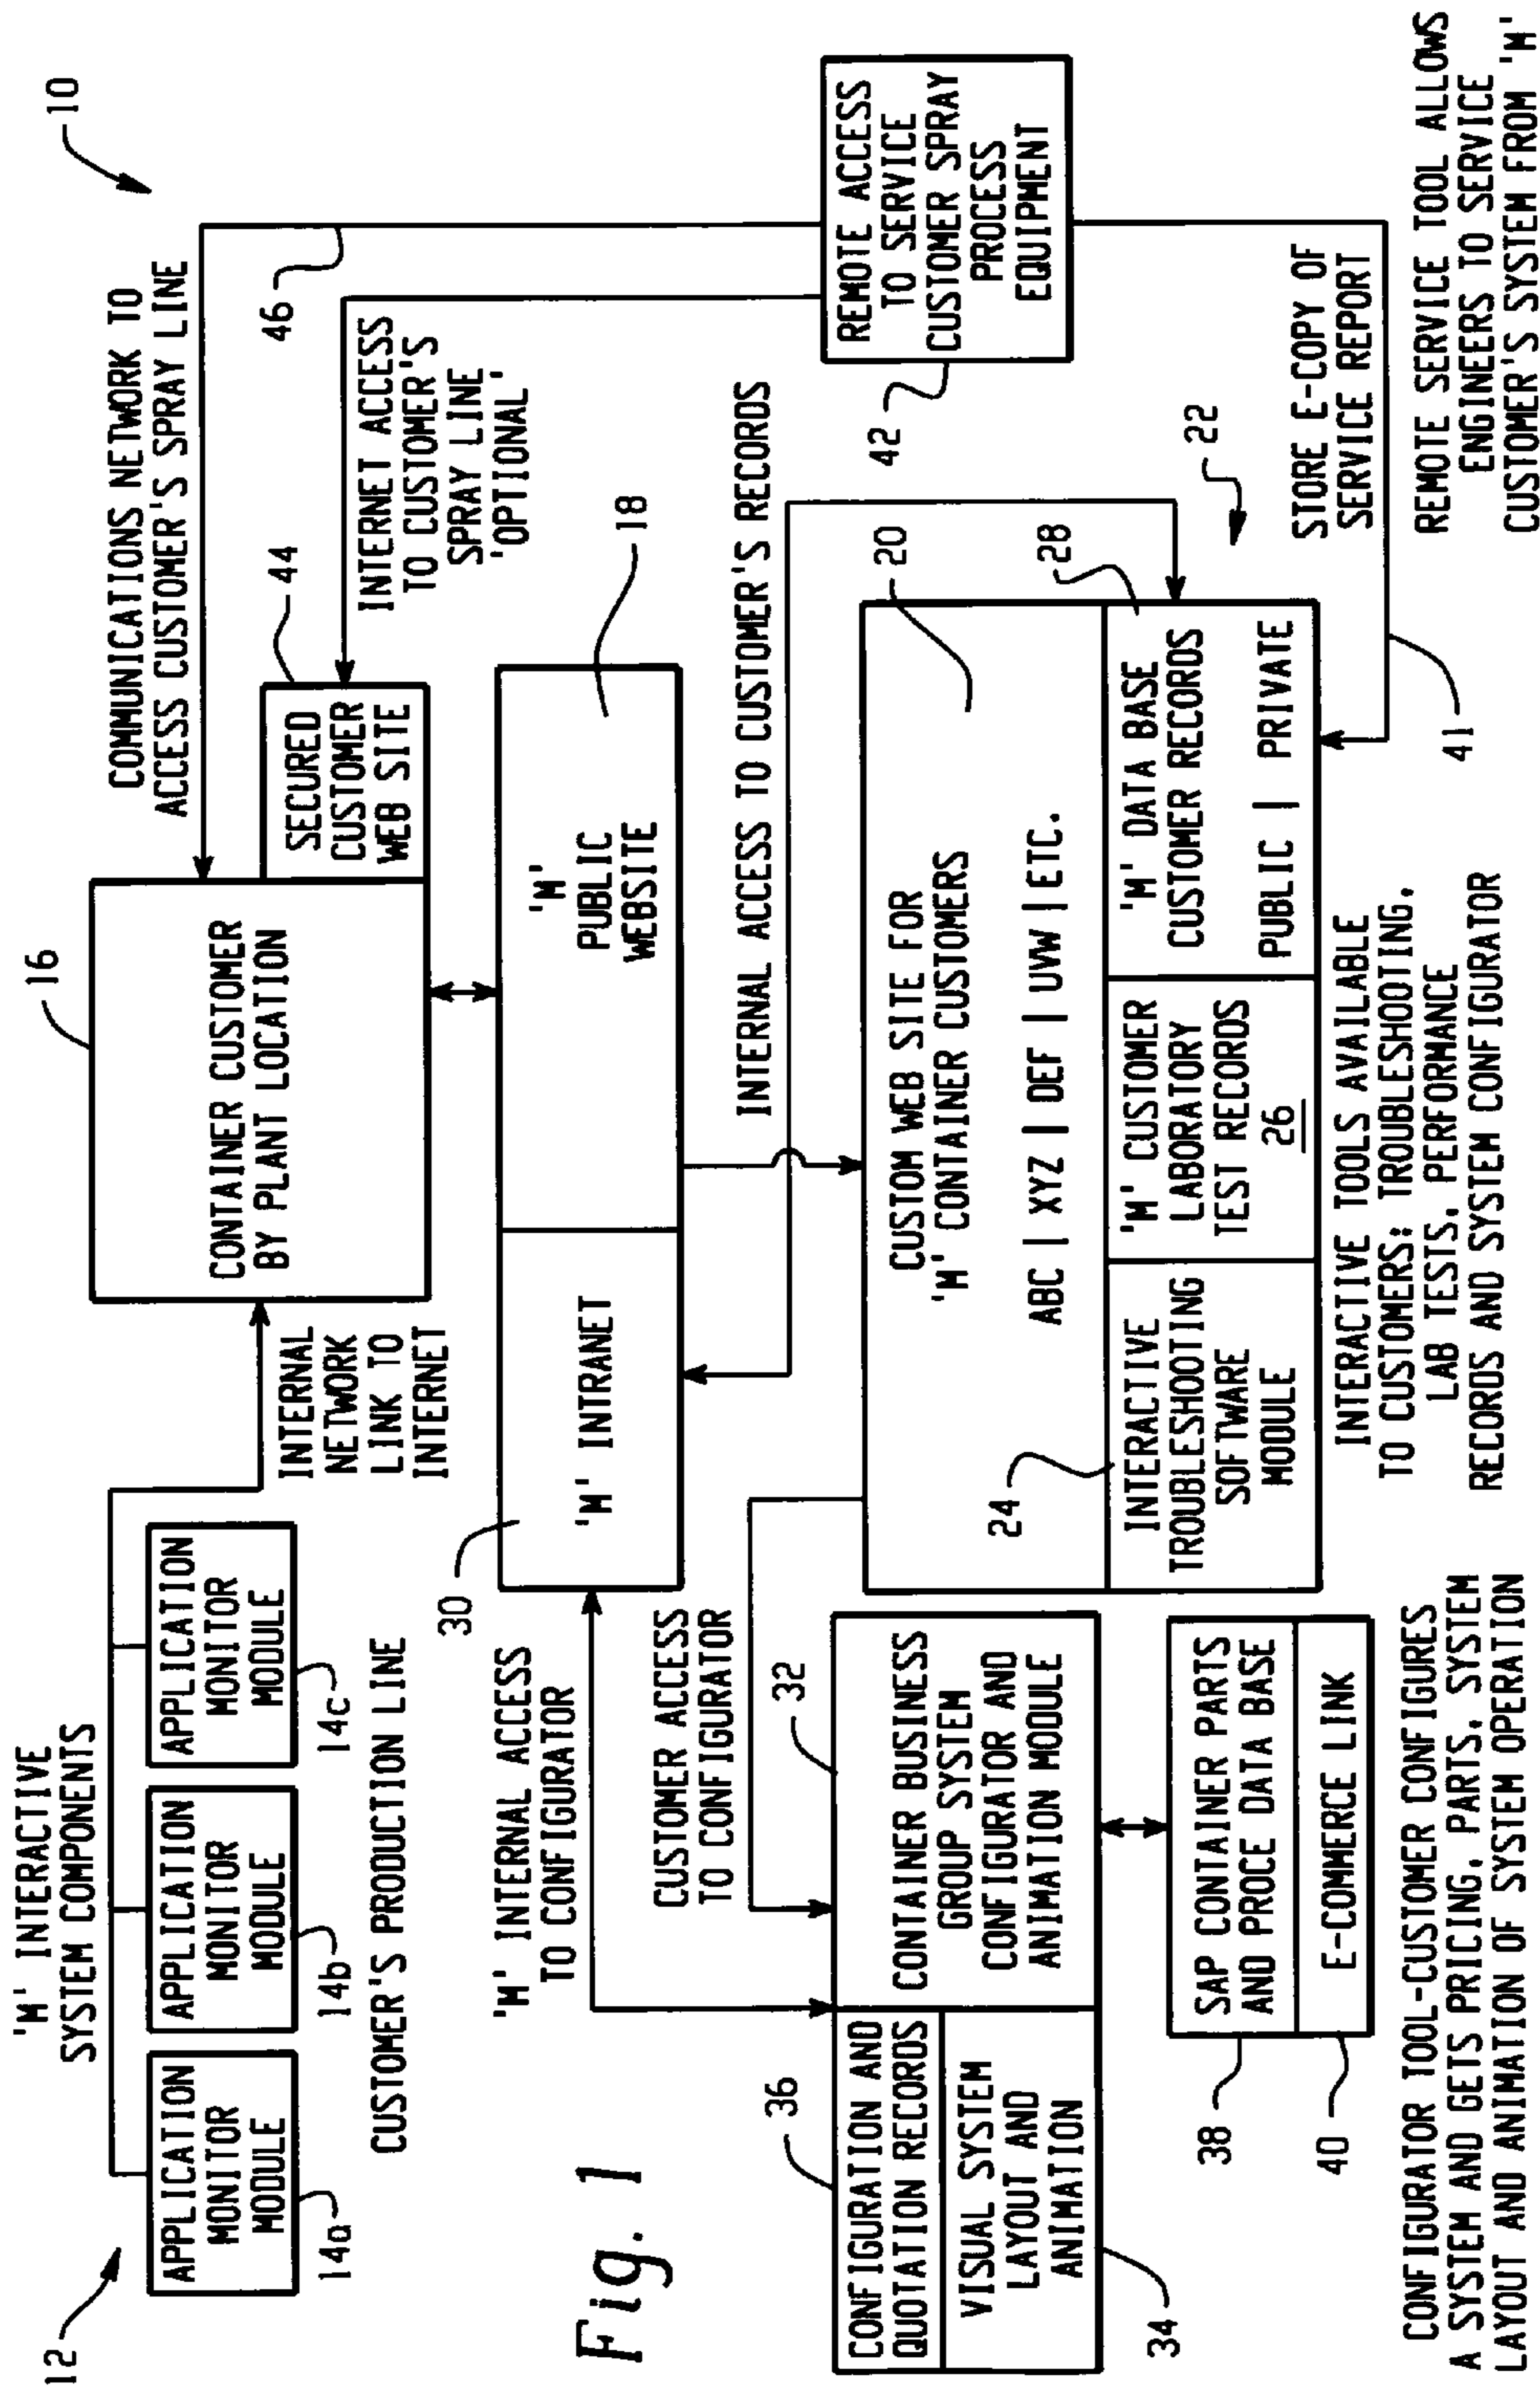 'M' INTERACTIVE
SYSTEM COMPONENTS
12
APPLICATION
MONITOR
MODULE
14a
APPLICATION
MONITOR
MODULE
14b
APPLICATION
MONITOR
MODULE
14c
CUSTOMER'S PRODUCTION LINE
INTERNAL
NETWORK
LINK TO
INTERNET
16
CONTAINER CUSTOMER
BY PLANT LOCATION
SECURED
CUSTOMER
WEB SITE
44
COMMUNICATIONS NETWORK TO
ACCESS CUSTOMER'S SPRAY LINE
10
46
INTERNET ACCESS
TO CUSTOMER'S
SPRAY LINE
'OPTIONAL'
30
'M' INTRANET
'M'
PUBLIC
WEBSITE
18
'M' INTERNAL ACCESS
TO CONFIGURATOR
CUSTOMER ACCESS
TO CONFIGURATOR
INTERNAL ACCESS TO CUSTOMER'S RECORDS
REMOTE ACCESS
TO SERVICE
CUSTOMER SPRAY
PROCESS
EQUIPMENT
42
Fig. 1
36
CONFIGURATION AND
QUOTATION RECORDS
VISUAL SYSTEM
LAYOUT AND
ANIMATION
34
32
CONTAINER BUSINESS
GROUP SYSTEM
CONFIGURATOR AND
ANIMATION MODULE
CUSTOM WEB SITE FOR
'M' CONTAINER CUSTOMERS
ABC | XYZ | DEF | UVW | ETC.
20
24
INTERACTIVE
TROUBLESHOOTING
SOFTWARE
MODULE
'M' CUSTOMER
LABORATORY
TEST RECORDS
26
'M' DATA BASE
CUSTOMER RECORDS
PUBLIC | PRIVATE
28
22
STORE E-COPY OF
SERVICE REPORT
41
SAP CONTAINER PARTS
AND PROCE DATA BASE
38
E-COMMERCE LINK
40
CONFIGURATOR TOOL-CUSTOMER CONFIGURES
A SYSTEM AND GETS PRICING, PARTS, SYSTEM
LAYOUT AND ANIMATION OF SYSTEM OPERATION
INTERACTIVE TOOLS AVAILABLE
TO CUSTOMERS: TROUBLESHOOTING,
LAB TESTS, PERFORMANCE
RECORDS AND SYSTEM CONFIGURATOR
REMOTE SERVICE TOOL ALLOWS
ENGINEERS TO SERVICE
CUSTOMER'S SYSTEM FROM 'M'